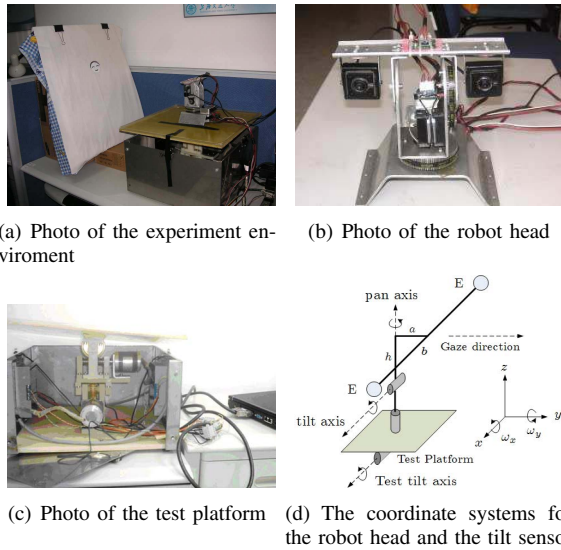 (a) Photo of the experiment en-
viroment
(b) Photo of the robot head
E
pan axis
a
h
b
Gaze direction
E
tilt axis
z
y
x
ωx
ωy
Test Platform
Test tilt axis
(c) Photo of the test platform
(d) The coordinate systems fo
the robot head and the tilt senso